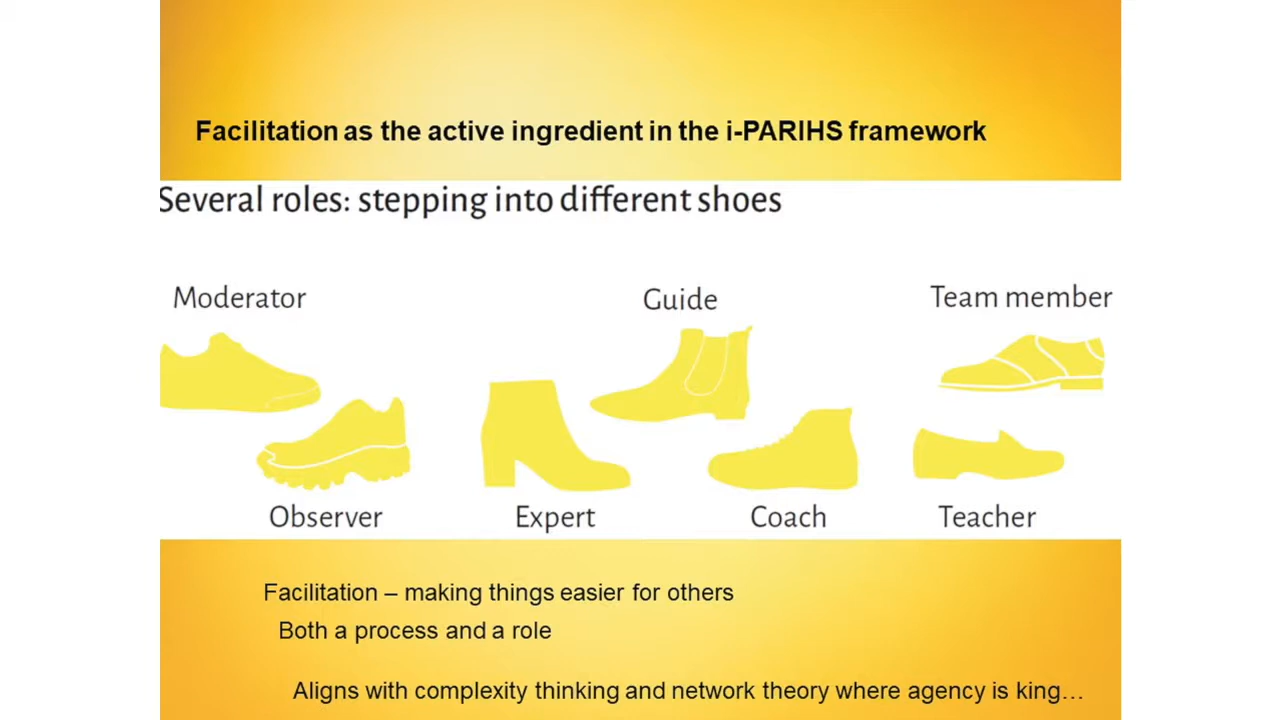 Facilitation as the active ingredient in the i-PARIHS framework
Several roles: stepping into different shoes
Moderator
Guide
Team member
Observer
Expert
Coach
Teacher
Facilitation – making things easier for others
Both a process and a role
Aligns with complexity thinking and network theory where agency is king…